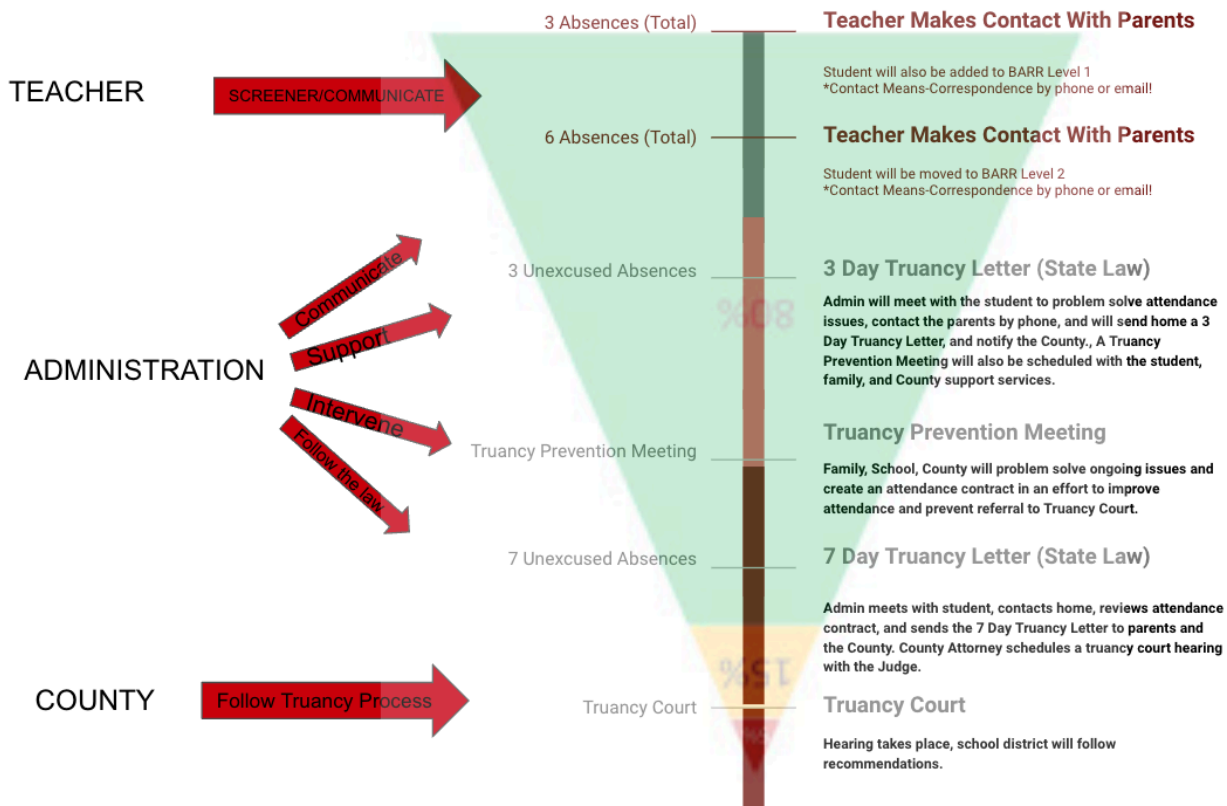 3 Absences (Total)
Teacher Makes Contact With Parents
TEACHER
SCREENER/COMMUNICATE
Student will also be added to BARR Level 1
*Contact Means-Correspondence by phone or email!
6 Absences (Total)
Teacher Makes Contact With Parents
Student will be moved to BARR Level 2
*Contact Means-Correspondence by phone or email!
ADMINISTRATION
Communicate
Support
Intervene
Follow the law
3 Unexcused Absences
3 Day Truancy Letter (State Law)
80%
Admin will meet with the student to problem solve attendance
issues, contact the parents by phone, and will send home a 3
Day Truancy Letter, and notify the County., A Truancy
Prevention Meeting will also be scheduled with the student,
family, and County support services.
Truancy Prevention Meeting
Truancy Prevention Meeting
Family, School, County will problem solve ongoing issues and
create an attendance contract in an effort to improve
attendance and prevent referral to Truancy Court.
7 Unexcused Absences
7 Day Truancy Letter (State Law)
Admin meets with student, contacts home, reviews attendance
contract, and sends the 7 Day Truancy Letter to parents and
the County. County Attorney schedules a truancy court hearing
with the Judge.
15%
COUNTY
Follow Truancy Process
Truancy Court
Truancy Court
Hearing takes place, school district will follow
recommendations.